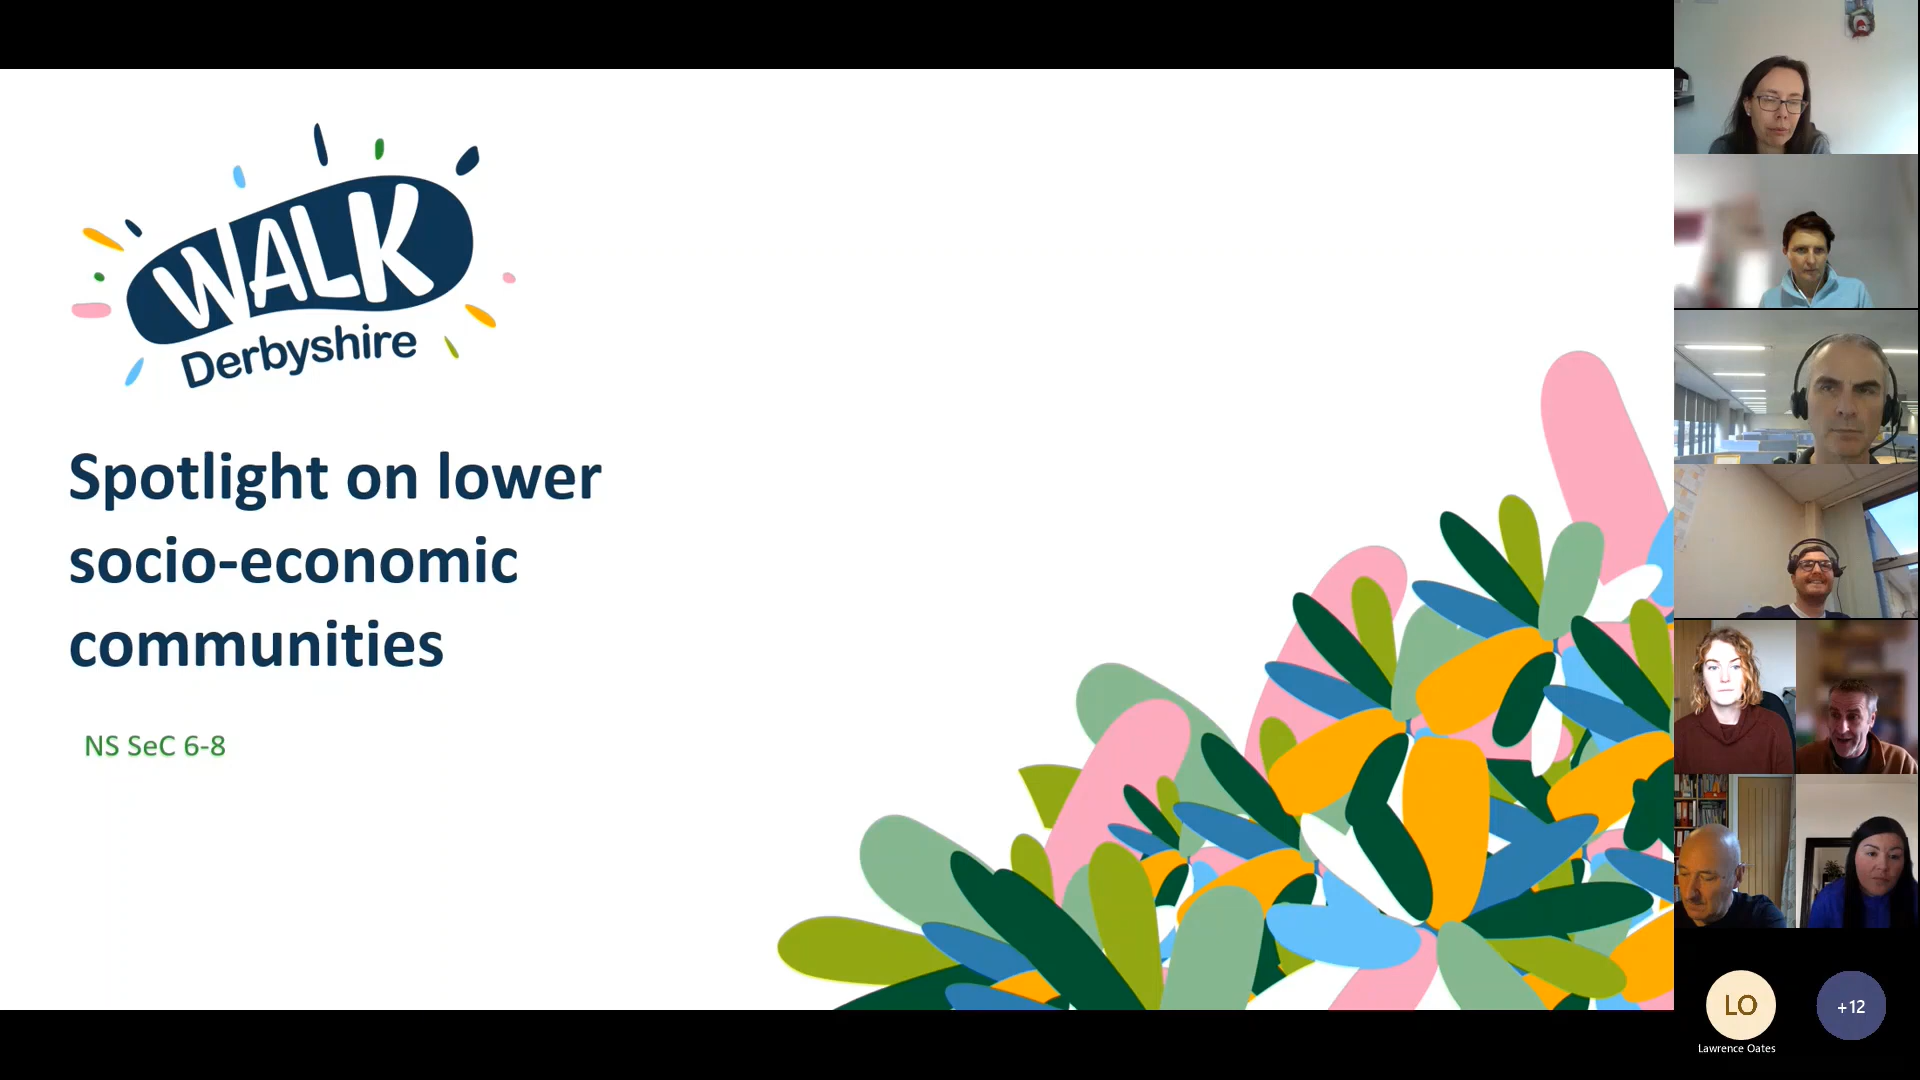 WALK
Derbyshire
Spotlight on lower
socio-economic
communities
NS SeC 6-8
LO
+12
Lawrence Oates